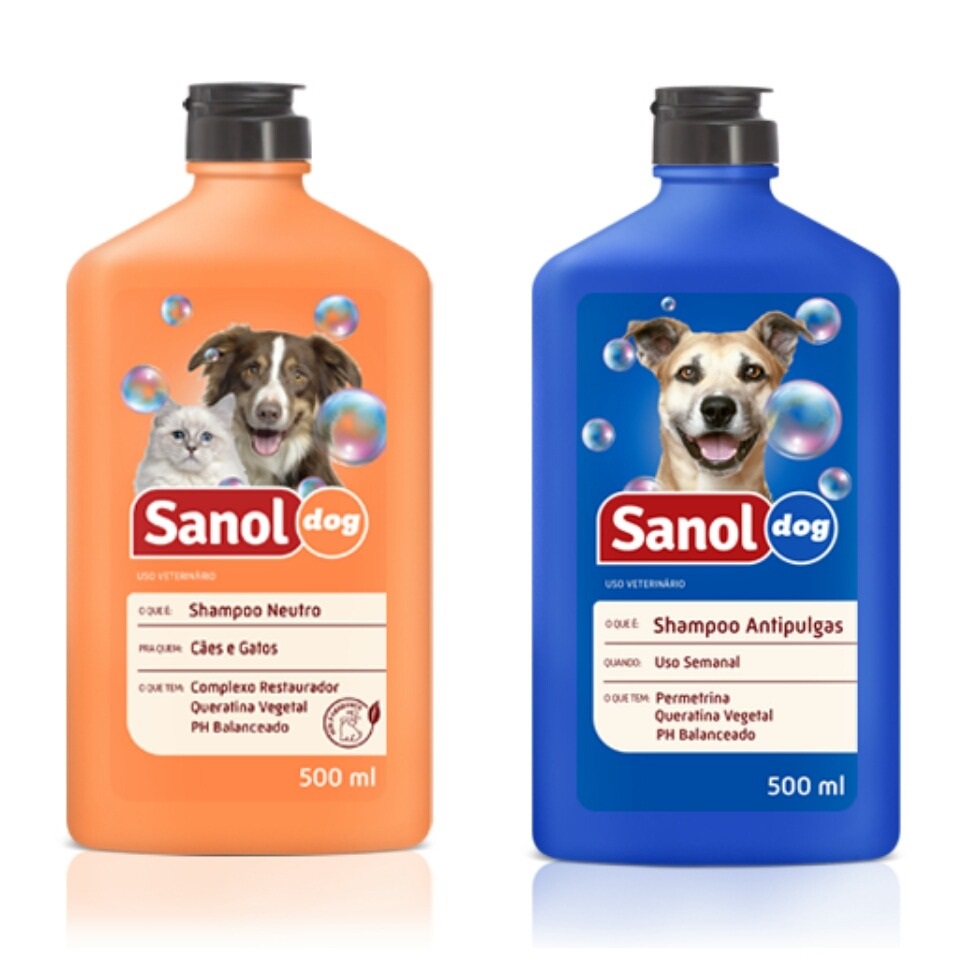 Sanol dog
USO VETERINÁRIO
O QUE É: Shampoo Neutro
PRA QUEM: Cães e Gatos
O QUE TEM: Complexo Restaurador
Queratina Vegetal
PH Balanceado
500 ml
Sanol dog
USO VETERINÁRIO
O QUE É: Shampoo Antipulgas
QUANDO: Uso Semanal
O QUE TEM: Permetrina
Queratina Vegetal
PH Balanceado
500 ml